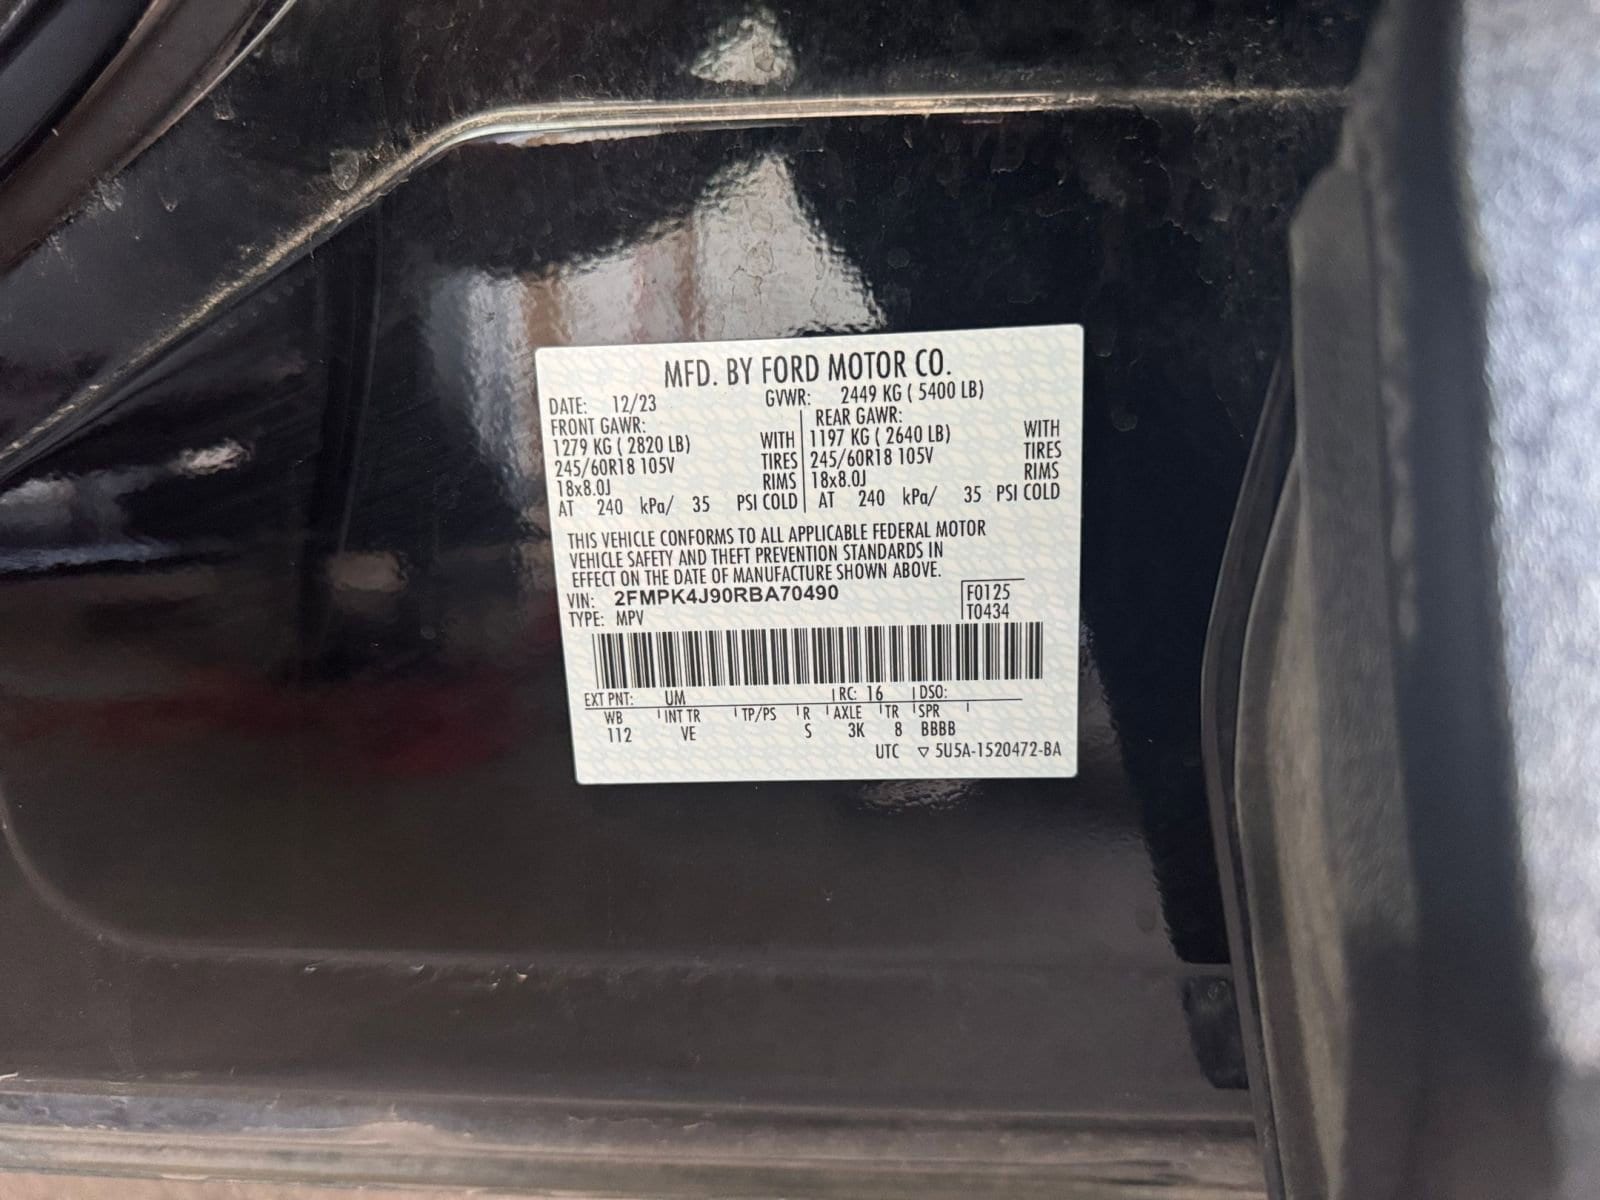 MFD. BY FORD MOTOR CO.
DATE: 12/23 GVWR: 2449 KG ( 5400 LB)
FRONT GAWR: REAR GAWR:
1279 KG ( 2820 LB) WITH 1197 KG ( 2640 LB) WITH
245/60R18 105V TIRES 245/60R18 105V TIRES
18x8.0J RIMS 18x8.0J RIMS
AT 240 kPa/ 35 PSI COLD AT 240 kPa/ 35 PSI COLD
THIS VEHICLE CONFORMS TO ALL APPLICABLE FEDERAL MOTOR
VEHICLE SAFETY AND THEFT PREVENTION STANDARDS IN
EFFECT ON THE DATE OF MANUFACTURE SHOWN ABOVE.
VIN: 2FMPK4J90RBA70490 F0125
TYPE: MPV T0434
EXT PNT: UM RC: 16 DSO:
WB INT TR TP/PS R AXLE TR SPR
112 VE S 3K 8 BBBB
UTC ▽ 5U5A-1520472-BA